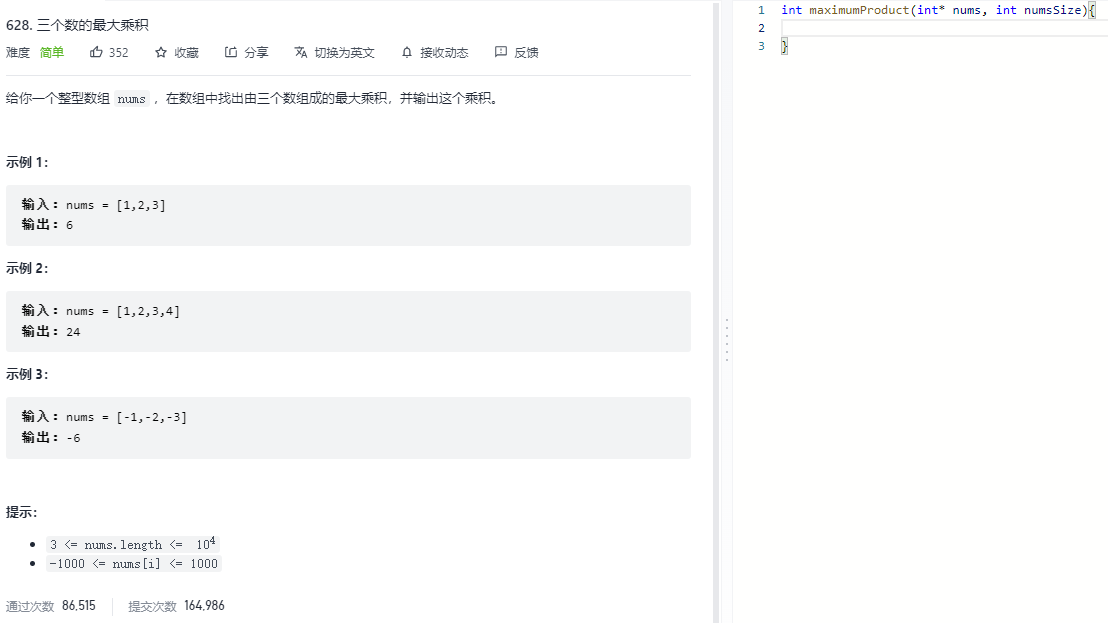 628. 三个数的最大乘积
难度 简单 352 收藏 分享 切换为英文 接收动态 反馈
给你一个整型数组 nums ，在数组中找出由三个数组成的最大乘积，并输出这个乘积。
示例 1：
输入：nums = [1,2,3]
输出：6
示例 2：
输入：nums = [1,2,3,4]
输出：24
示例 3：
输入：nums = [-1,-2,-3]
输出：-6
提示：
3 <= nums.length <= 10⁴
-1000 <= nums[i] <= 1000
通过次数 86,515 提交次数 164,986
1 int maximumProduct(int* nums, int numsSize){
2
3 }